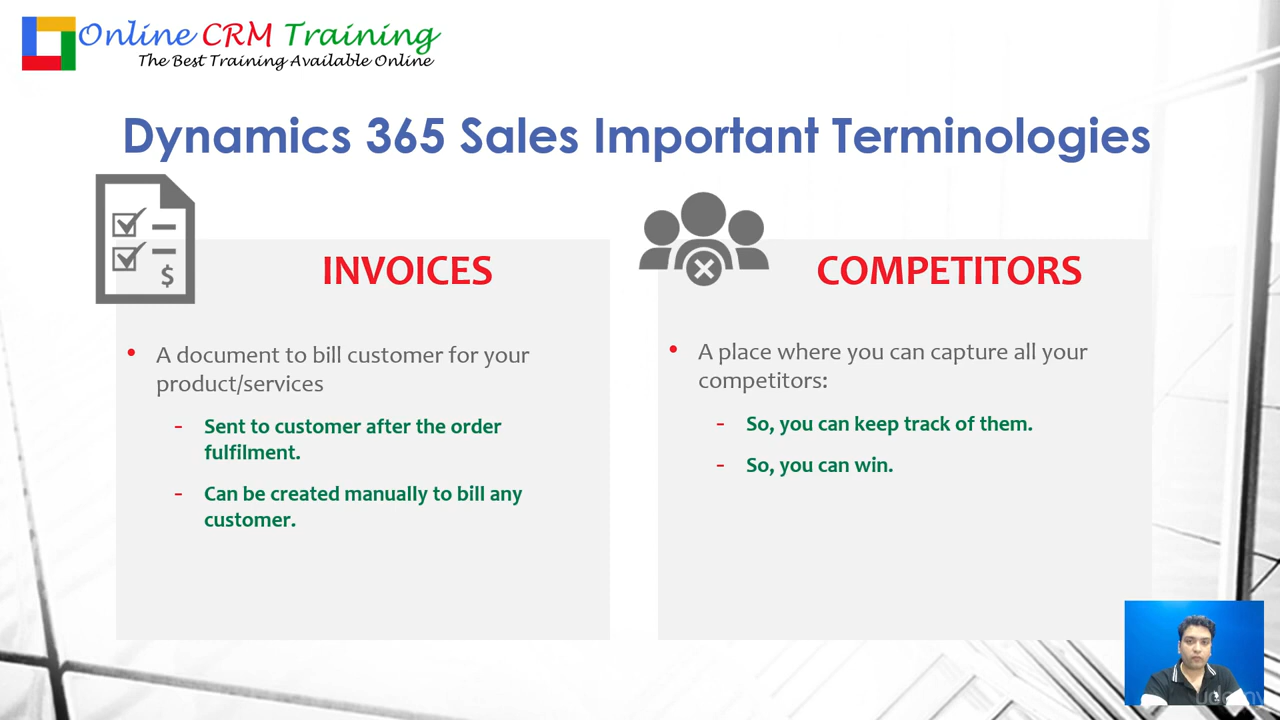 Online CRM Training
The Best Training Available Online
Dynamics 365 Sales Important Terminologies
$
INVOICES
• A document to bill customer for your
product/services
- Sent to customer after the order
fulfilment.
- Can be created manually to bill any
customer.
COMPETITORS
• A place where you can capture all your
competitors:
- So, you can keep track of them.
- So, you can win.
udemy